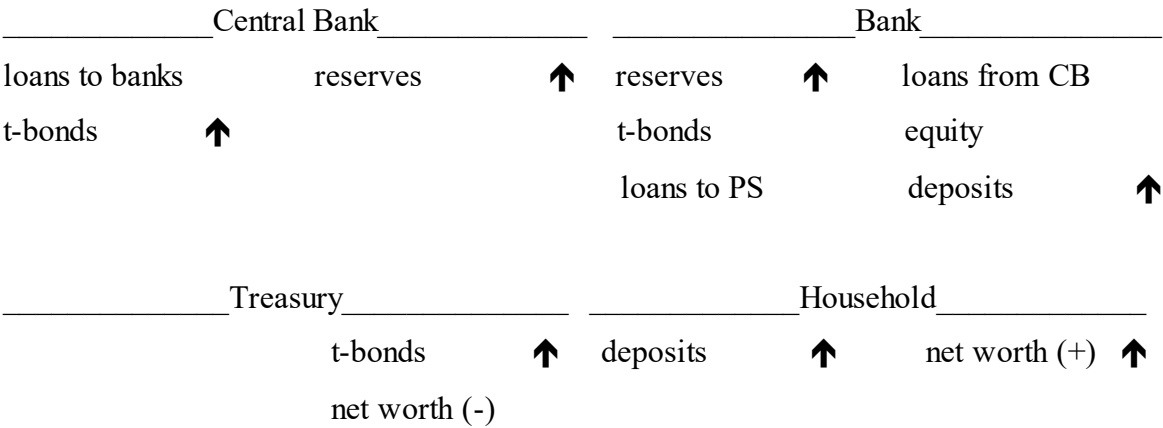 Central Bank Bank
loans to banks reserves 🡅 reserves 🡅 loans from CB
t-bonds 🡅 t-bonds equity
loans to PS deposits 🡅
Treasury Household
t-bonds 🡅 deposits 🡅 net worth (+) 🡅
net worth (-)